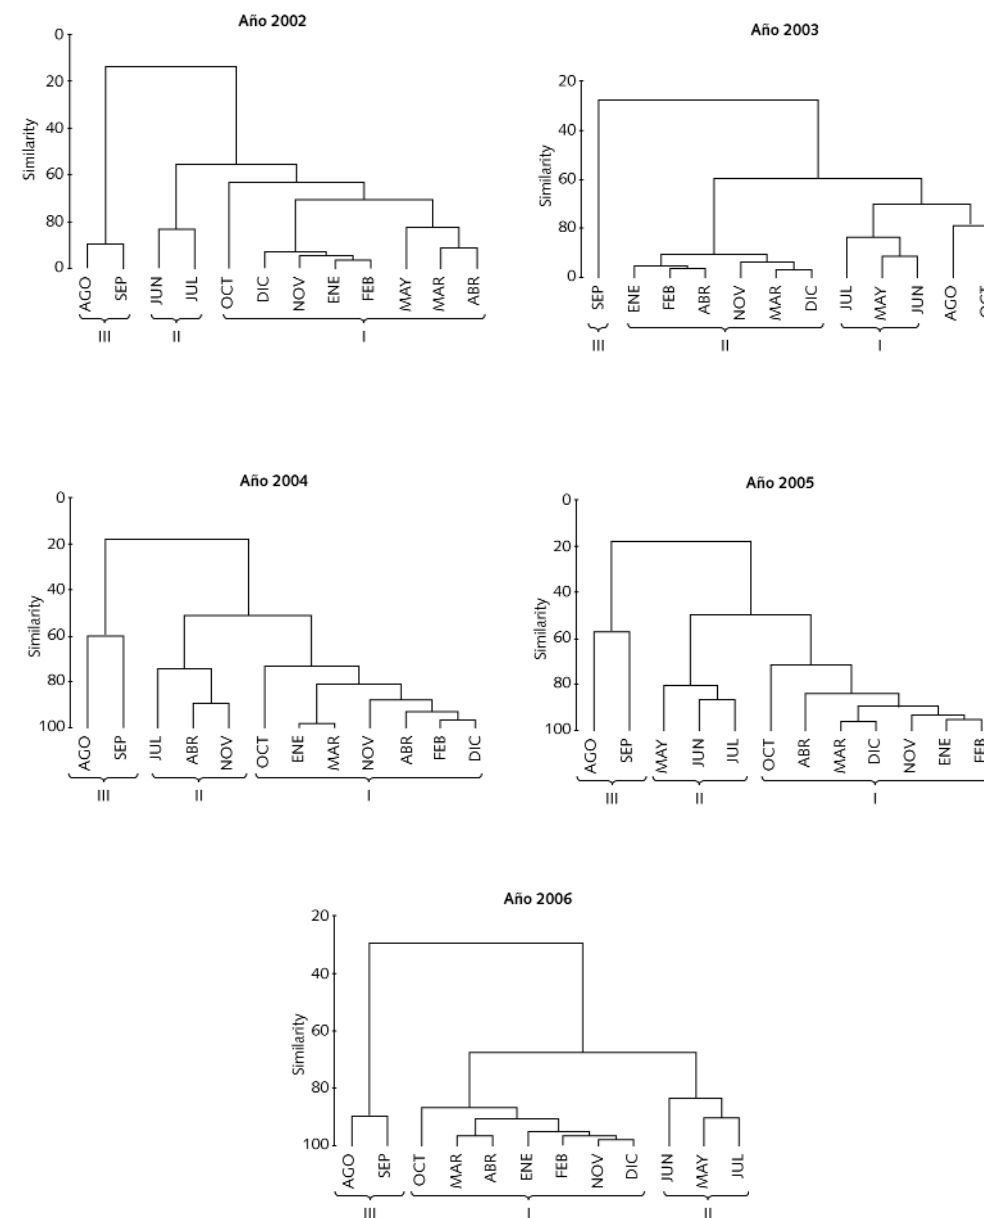 Año 2002
0
20
40
60
80
0
Similarity
AGO SEP JUN JUL OCT DIC NOV ENE FEB MAY MAR ABR
III II I
Año 2003
20
40
60
80
0
Similarity
SEP ENE FEB ABR NOV MAR DIC JUL MAY JUN AGO OCT
III II I
Año 2004
0
20
40
60
80
100
Similarity
AGO SEP JUL ABR NOV OCT ENE MAR NOV ABR FEB DIC
III II I
Año 2005
0
20
40
60
80
100
Similarity
AGO SEP MAY JUN JUL OCT ABR MAR DIC NOV ENE FEB
III II I
Año 2006
20
40
60
80
100
Similarity
AGO SEP OCT MAR ABR ENE FEB NOV DIC JUN MAY JUL
III I II